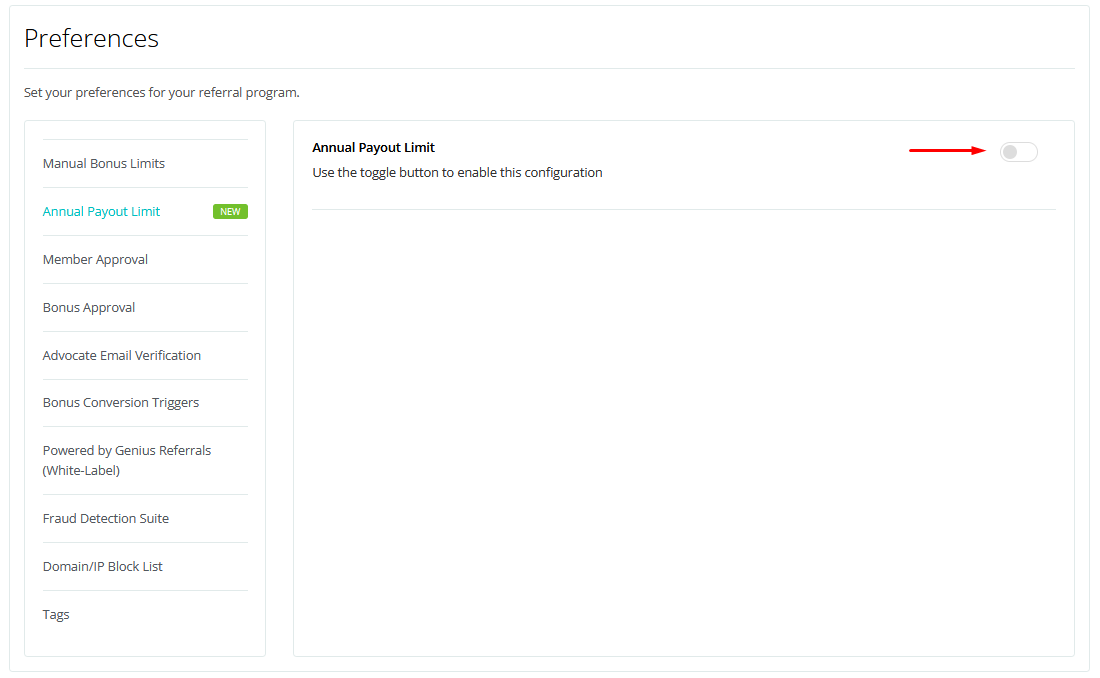 Preferences
Set your preferences for your referral program.
Manual Bonus Limits
Annual Payout Limit NEW
Member Approval
Bonus Approval
Advocate Email Verification
Bonus Conversion Triggers
Powered by Genius Referrals
(White-Label)
Fraud Detection Suite
Domain/IP Block List
Tags
Annual Payout Limit
Use the toggle button to enable this configuration